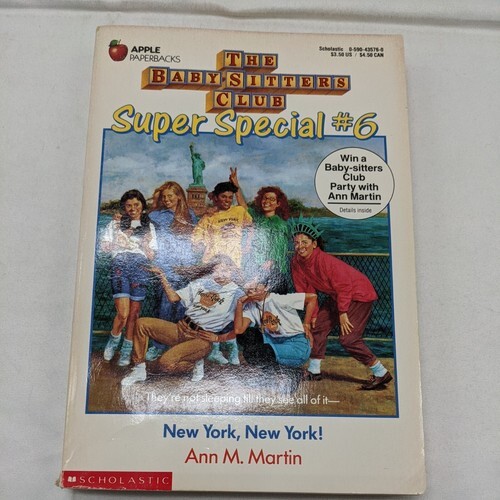 APPLE
PAPERBACKS
Scholastic 0-590-43576-0
$3.50 US / $4.50 CAN
THE
BABY-SITTERS
CLUB
Super Special #6
Win a
Baby-sitters
Club
Party with
Ann Martin
Details inside
They're not sleeping till they see all of it—
New York, New York!
Ann M. Martin
SCHOLASTIC